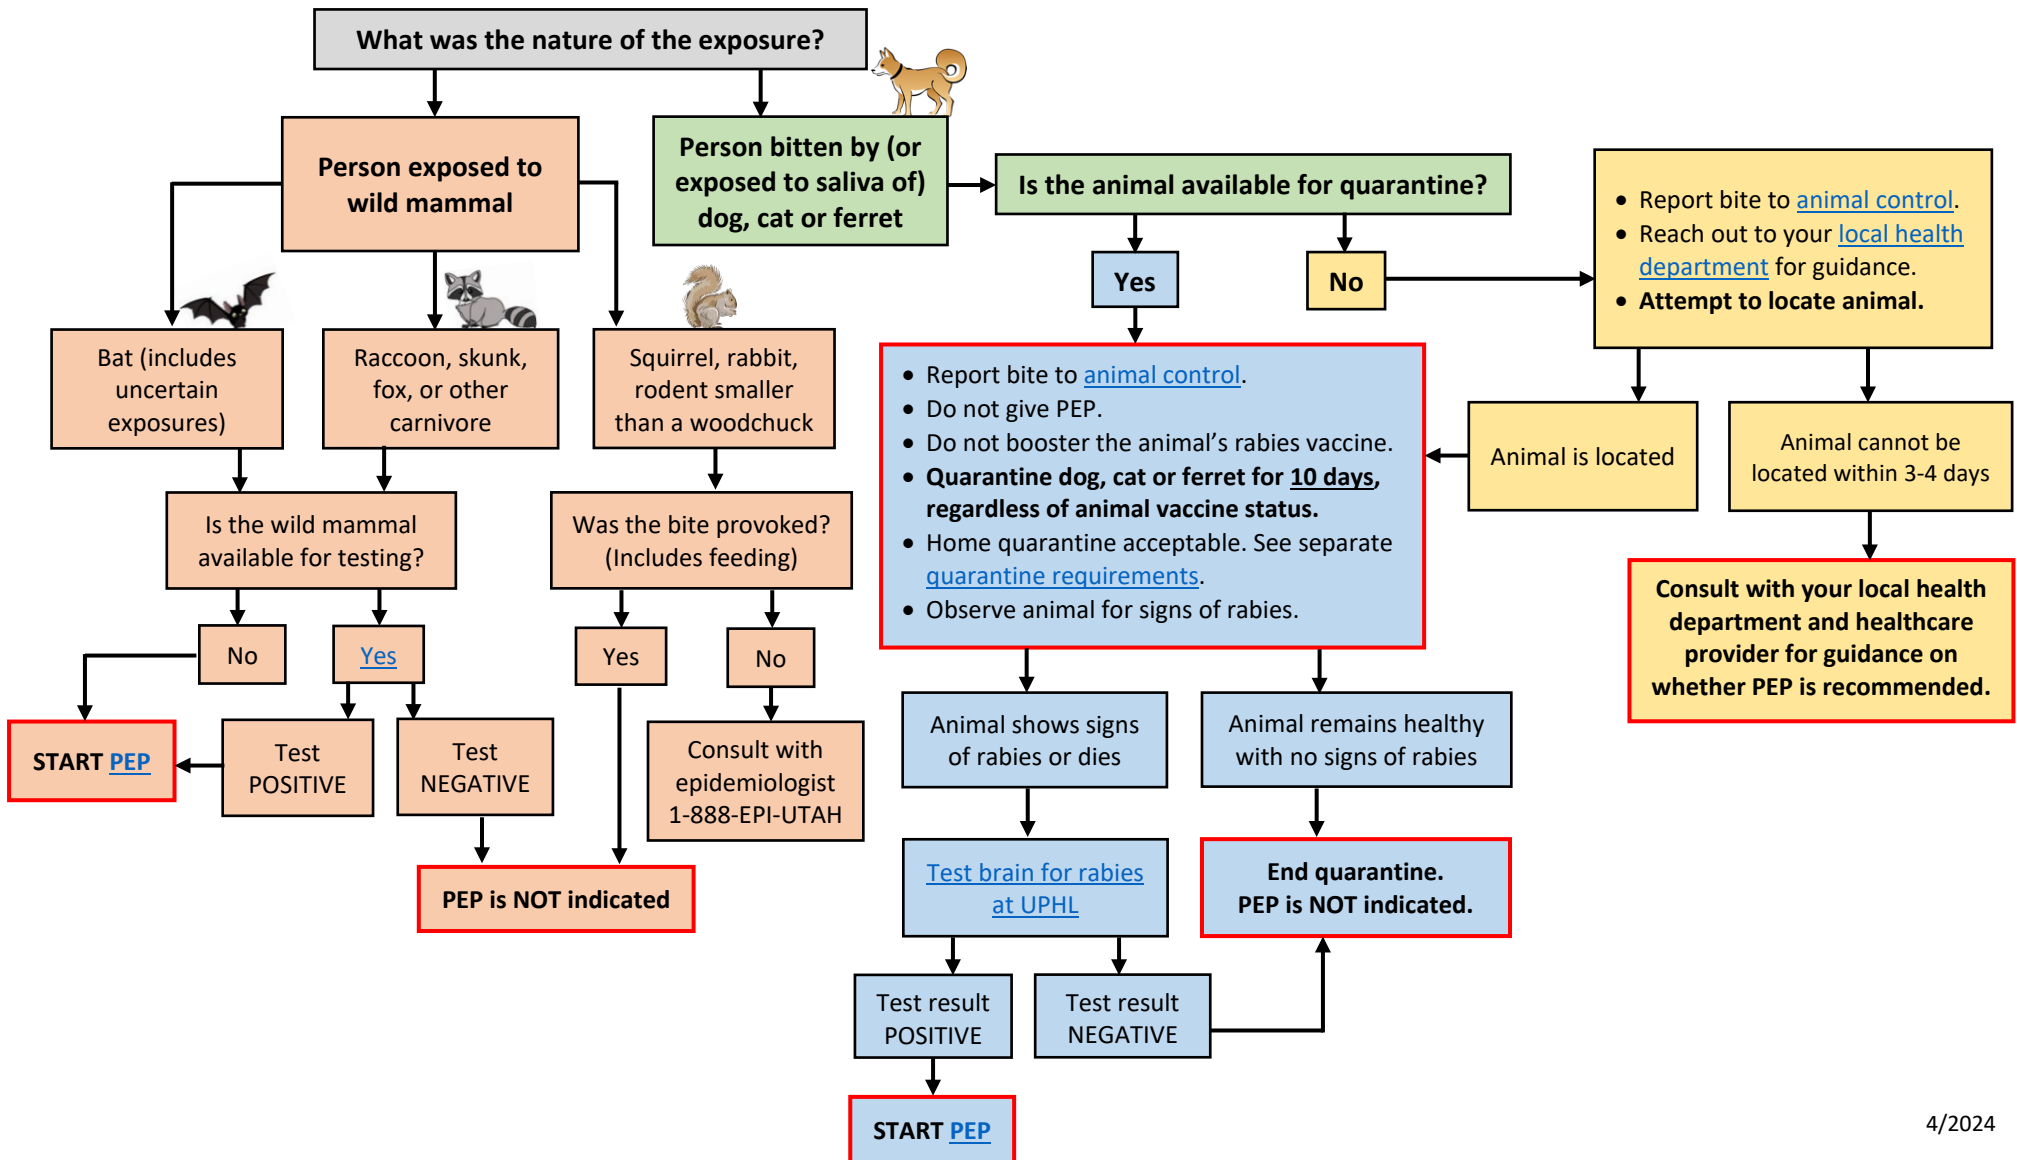 What was the nature of the exposure?
Person exposed to
wild mammal
Person bitten by (or
exposed to saliva of)
dog, cat or ferret
Is the animal available for quarantine?
Yes
No
• Report bite to animal control.
• Reach out to your local health
department for guidance.
• Attempt to locate animal.
Bat (includes
uncertain
exposures)
Raccoon, skunk,
fox, or other
carnivore
Squirrel, rabbit,
rodent smaller
than a woodchuck
• Report bite to animal control.
• Do not give PEP.
• Do not booster the animal's rabies vaccine.
• Quarantine dog, cat or ferret for 10 days,
regardless of animal vaccine status.
• Home quarantine acceptable. See separate
quarantine requirements.
• Observe animal for signs of rabies.
Animal is located
Animal cannot be
located within 3-4 days
Is the wild mammal
available for testing?
Was the bite provoked?
(Includes feeding)
Consult with your local health
department and healthcare
provider for guidance on
whether PEP is recommended.
No
Yes
Yes
No
START PEP
Test
POSITIVE
Test
NEGATIVE
Consult with
epidemiologist
1-888-EPI-UTAH
Animal shows signs
of rabies or dies
Animal remains healthy
with no signs of rabies
PEP is NOT indicated
Test brain for rabies
at UPHL
End quarantine.
PEP is NOT indicated.
Test result
POSITIVE
Test result
NEGATIVE
START PEP
4/2024